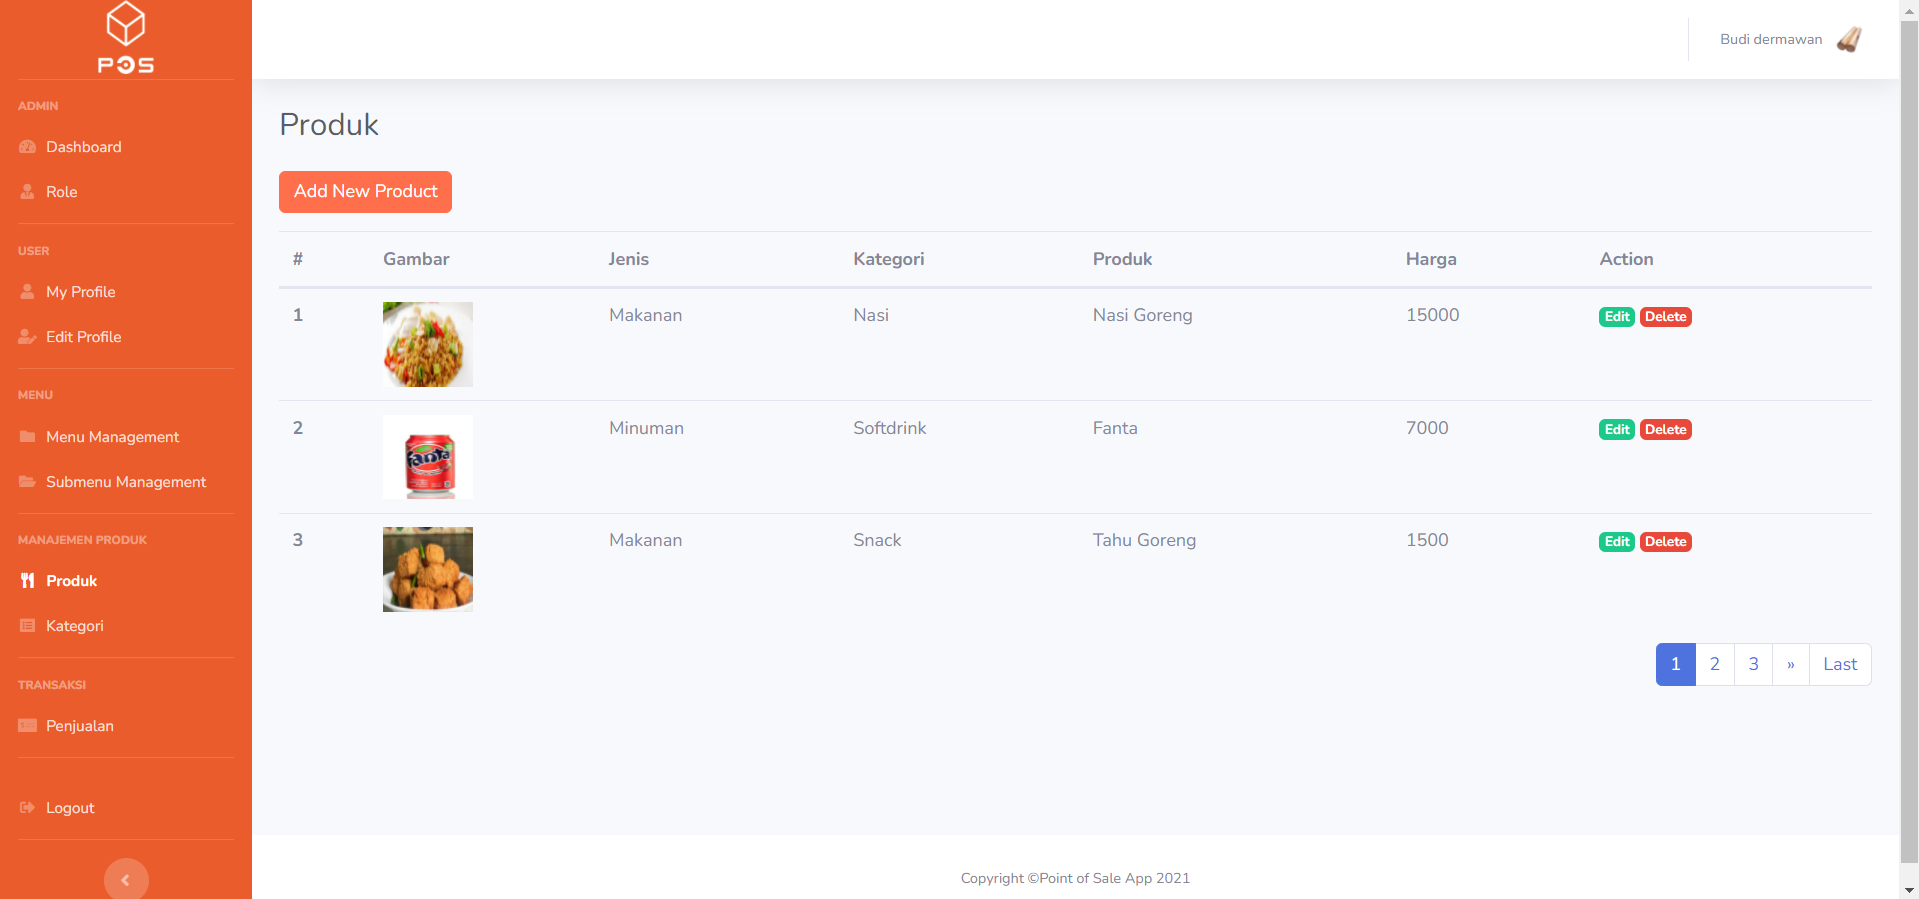 POS
ADMIN
Dashboard
Role
USER
My Profile
Edit Profile
MENU
Menu Management
Submenu Management
MANAJEMEN PRODUK
Produk
Kategori
TRANSAKSI
Penjualan
Logout
Budi dermawan
Produk
Add New Product
# Gambar Jenis Kategori Produk Harga Action
1 Makanan Nasi Nasi Goreng 15000 Edit Delete
2 Minuman Softdrink Fanta 7000 Edit Delete
fanta
3 Makanan Snack Tahu Goreng 1500 Edit Delete
1 2 3 » Last
Copyright ©Point of Sale App 2021